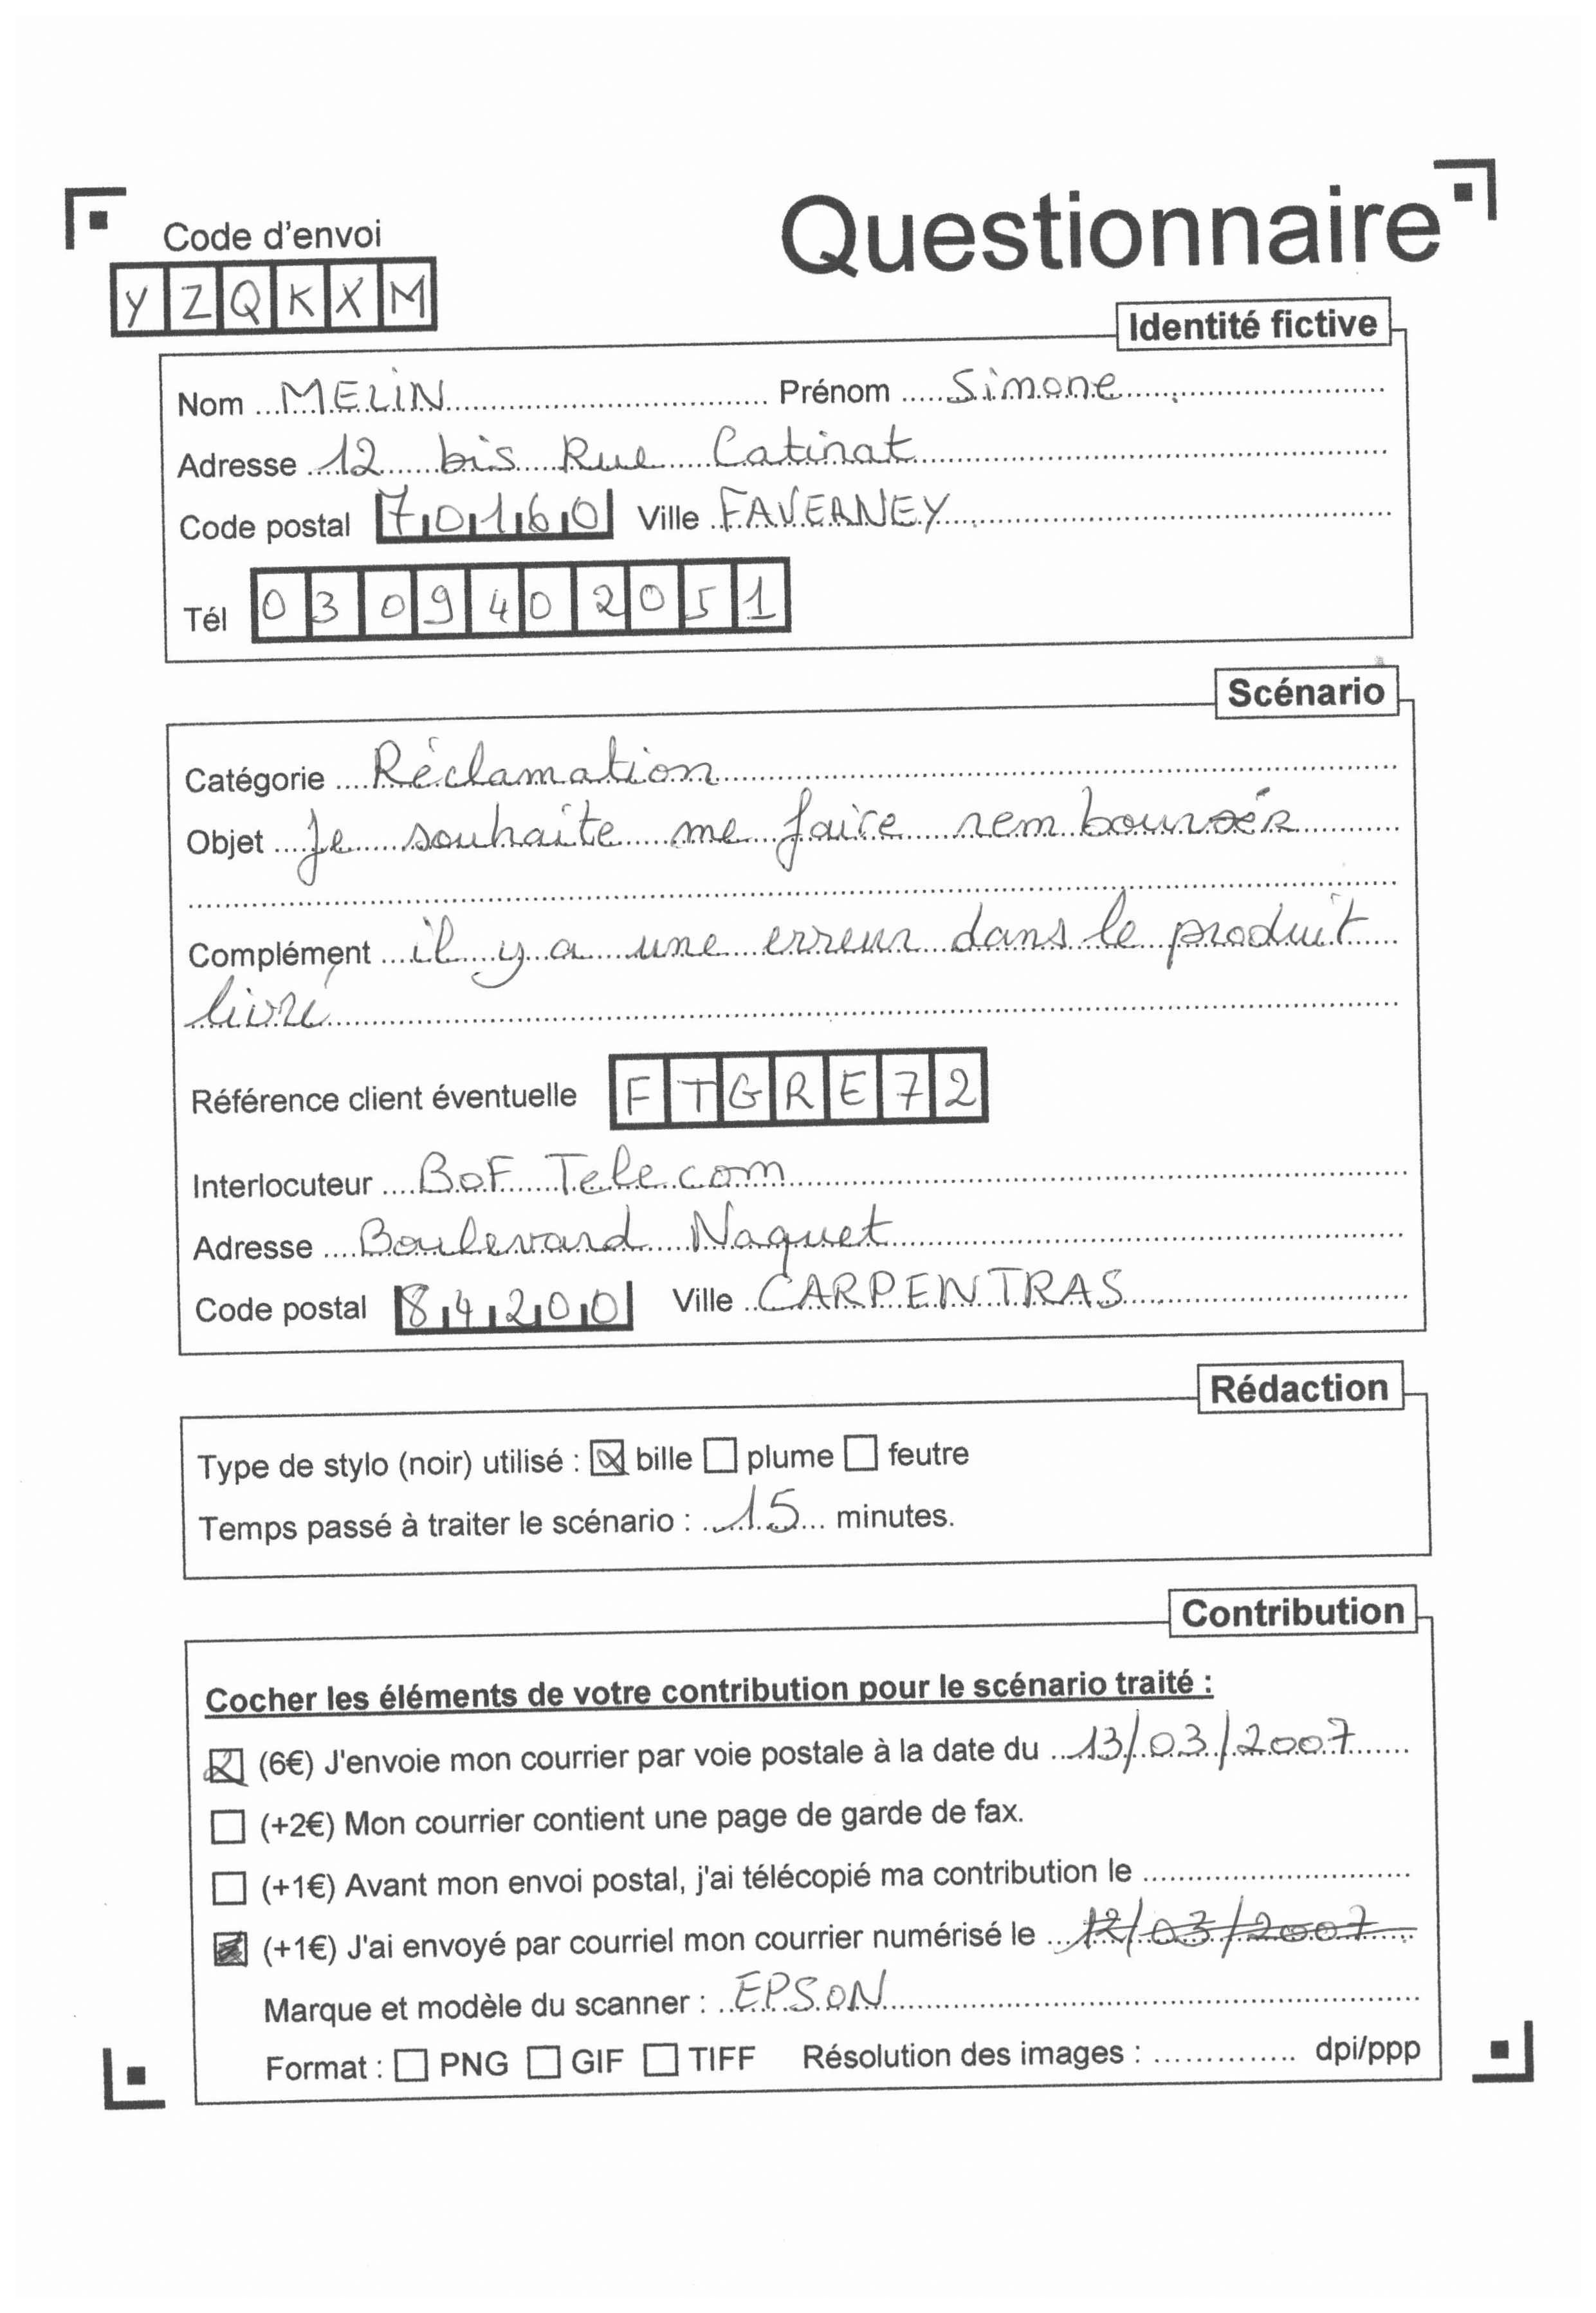 Questionnaire
Code d'envoi
YZQKXM
Identité fictive
Nom MELIN Prénom Simone
Adresse 12 bis Rue Catinat
Code postal 70160 Ville FAVERNEY
Tél 0309402051
Scénario
Catégorie Réclamation
Objet Je souhaite me faire rembourser
Complément il y a une erreur dans le produit
livré
Référence client éventuelle FTGRE72
Interlocuteur BoF Telecom
Adresse Boulevard Naquet
Code postal 84200 Ville CARPENTRAS
Rédaction
Type de stylo (noir) utilisé : bille plume feutre
Temps passé à traiter le scénario : 15 minutes.
Contribution
Cocher les éléments de votre contribution pour le scénario traité :
(6€) J'envoie mon courrier par voie postale à la date du 13/03/2007
(+2€) Mon courrier contient une page de garde de fax.
(+1€) Avant mon envoi postal, j'ai télécopié ma contribution le
(+1€) J'ai envoyé par courriel mon courrier numérisé le 12/03/2007
Marque et modèle du scanner : EPSON
Format : PNG GIF TIFF Résolution des images : dpi/ppp